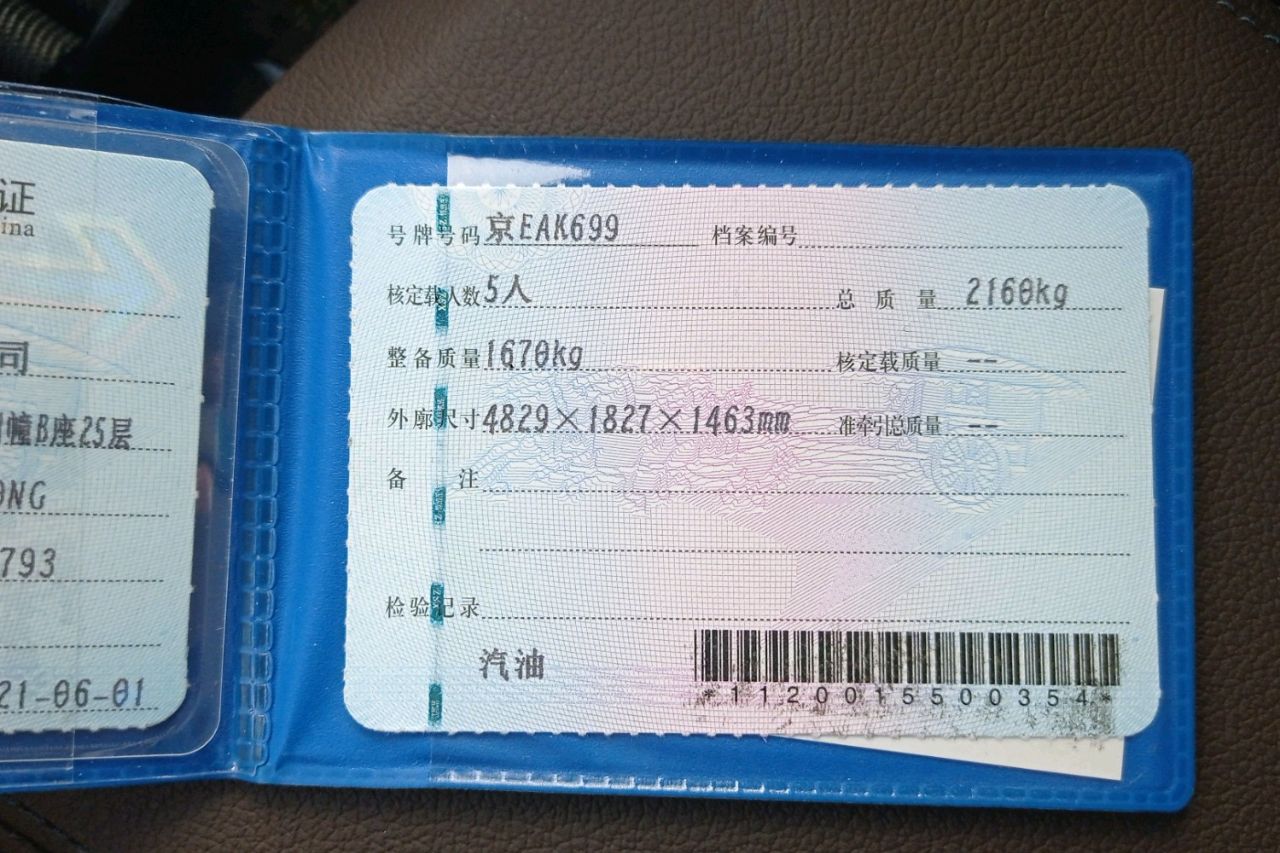 证
ina
司
幢B座25层
ONG
793
21-06-01
号牌号码 京EAK699 档案编号
核定载人数 5人 总质量 2160kg
整备质量 1670kg 核定载质量 --
外廓尺寸 4829×1827×1463mm 准牵引总质量 --
备注
检验记录
汽油
*1120015500354*